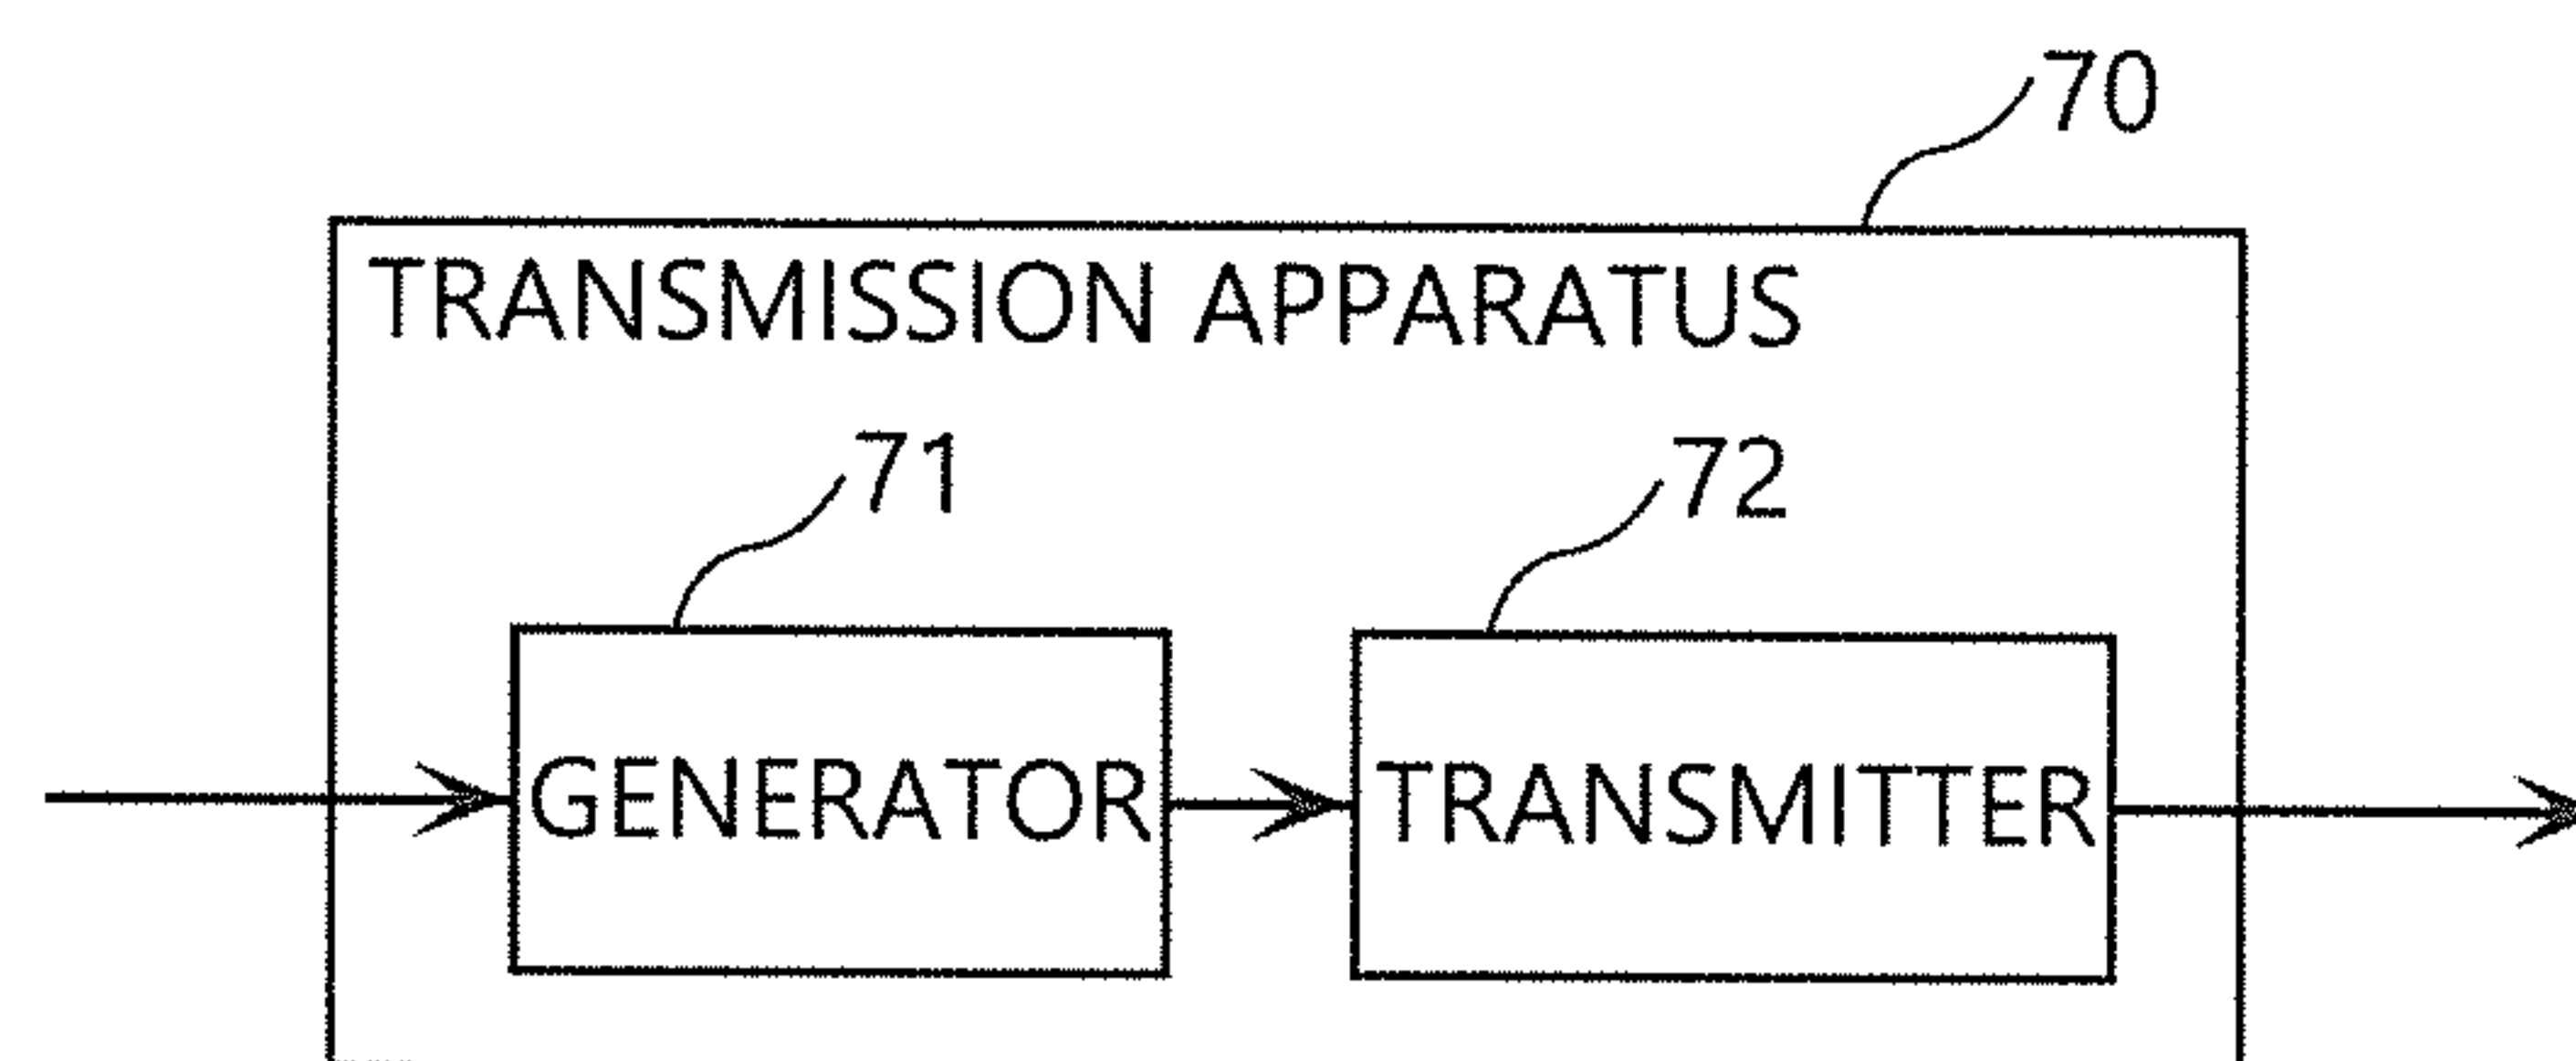 70
TRANSMISSION APPARATUS
71
72
GENERATOR
TRANSMITTER